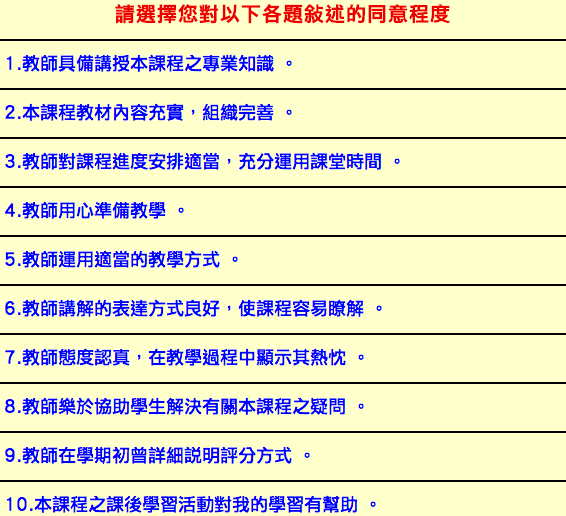 請選擇您對以下各題敍述的同意程度
1.教師具備講授本課程之專業知識 。
2.本課程教材內容充實，組織完善 。
3.教師對課程進度安排適當，充分運用課堂時間 。
4.教師用心準備教學 。
5.教師運用適當的教學方式 。
6.教師講解的表達方式良好，使課程容易瞭解 。
7.教師態度認真，在教學過程中顯示其熱忱 。
8.教師樂於協助學生解決有關本課程之疑問 。
9.教師在學期初曾詳細説明評分方式 。
10.本課程之課後學習活動對我的學習有幫助 。